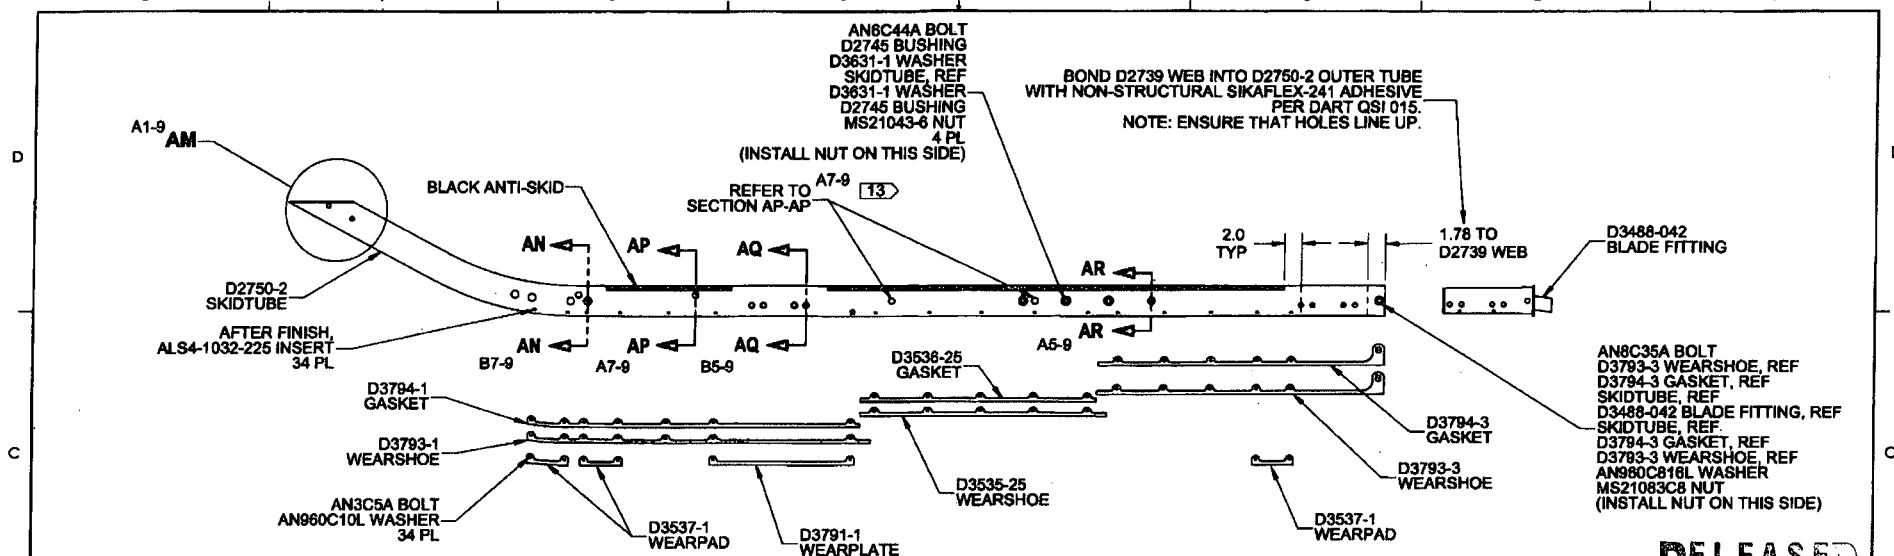 AN6C44A BOLT
D2745 BUSHING
D3631-1 WASHER
SKIDTUBE, REF
D3631-1 WASHER
D2745 BUSHING
MS21043-6 NUT
4 PL
(INSTALL NUT ON THIS SIDE)
BOND D2739 WEB INTO D2750-2 OUTER TUBE
WITH NON-STRUCTURAL SIKAFLEX-241 ADHESIVE
PER DART QSI 015.
NOTE: ENSURE THAT HOLES LINE UP.
A1-9
AM
D
BLACK ANTI-SKID
REFER TO
SECTION AP-AP
A7-9
13
AN
AP
AQ
AR
2.0
TYP
1.78 TO
D2739 WEB
D3488-042
BLADE FITTING
D2750-2
SKIDTUBE
AFTER FINISH,
ALS4-1032-225 INSERT
34 PL
AN
B7-9
AP
A7-9
AQ
B5-9
AR
A5-9
D3536-25
GASKET
D3794-1
GASKET
D3793-1
WEARSHOE
C
AN3C5A BOLT
AN960C10L WASHER
34 PL
D3537-1
WEARPAD
D3791-1
WEARPLATE
D3535-25
WEARSHOE
D3794-3
GASKET
D3793-3
WEARSHOE
D3537-1
WEARPAD
AN8C35A BOLT
D3793-3 WEARSHOE, REF
D3794-3 GASKET, REF
SKIDTUBE, REF
D3488-042 BLADE FITTING, REF
SKIDTUBE, REF
D3794-3 GASKET, REF
D3793-3 WEARSHOE, REF
AN960C816L WASHER
MS21083C8 NUT
(INSTALL NUT ON THIS SIDE)
RELEASED